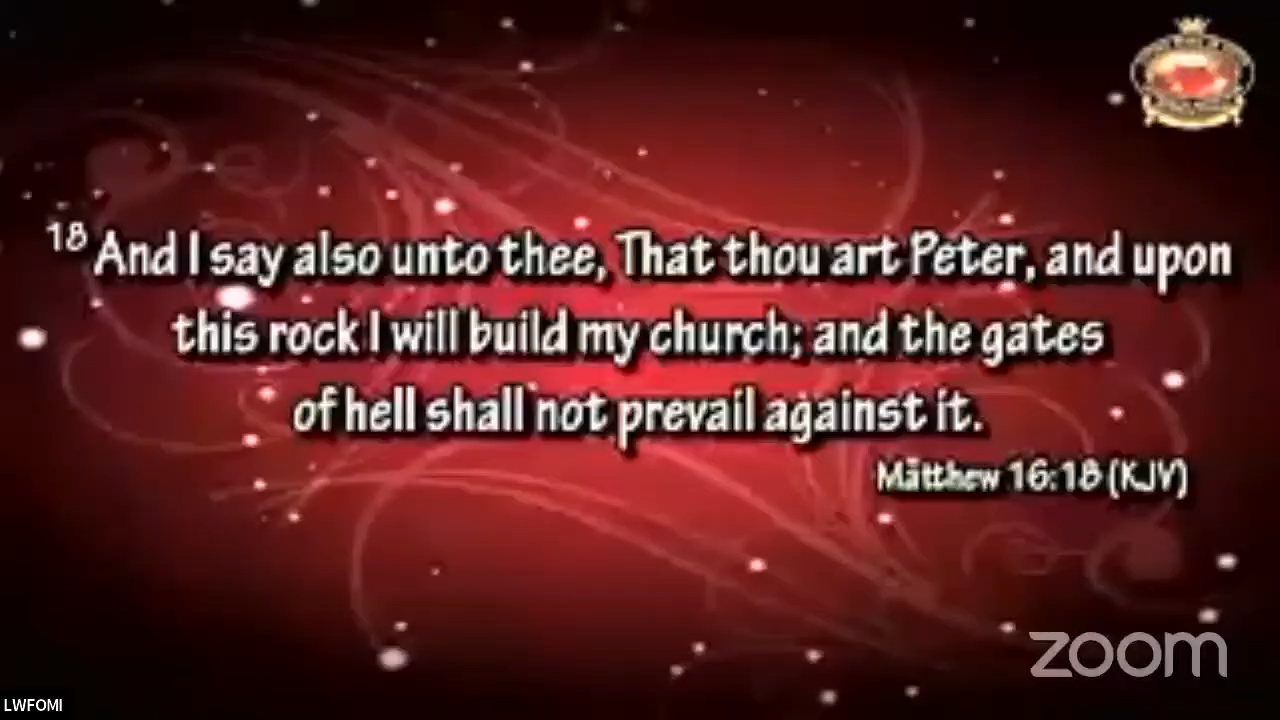 18 And I say also unto thee, That thou art Peter, and upon
this rock I will build my church; and the gates
of hell shall not prevail against it.
Matthew 16:18 (KJV)
zoom
LWFOMI